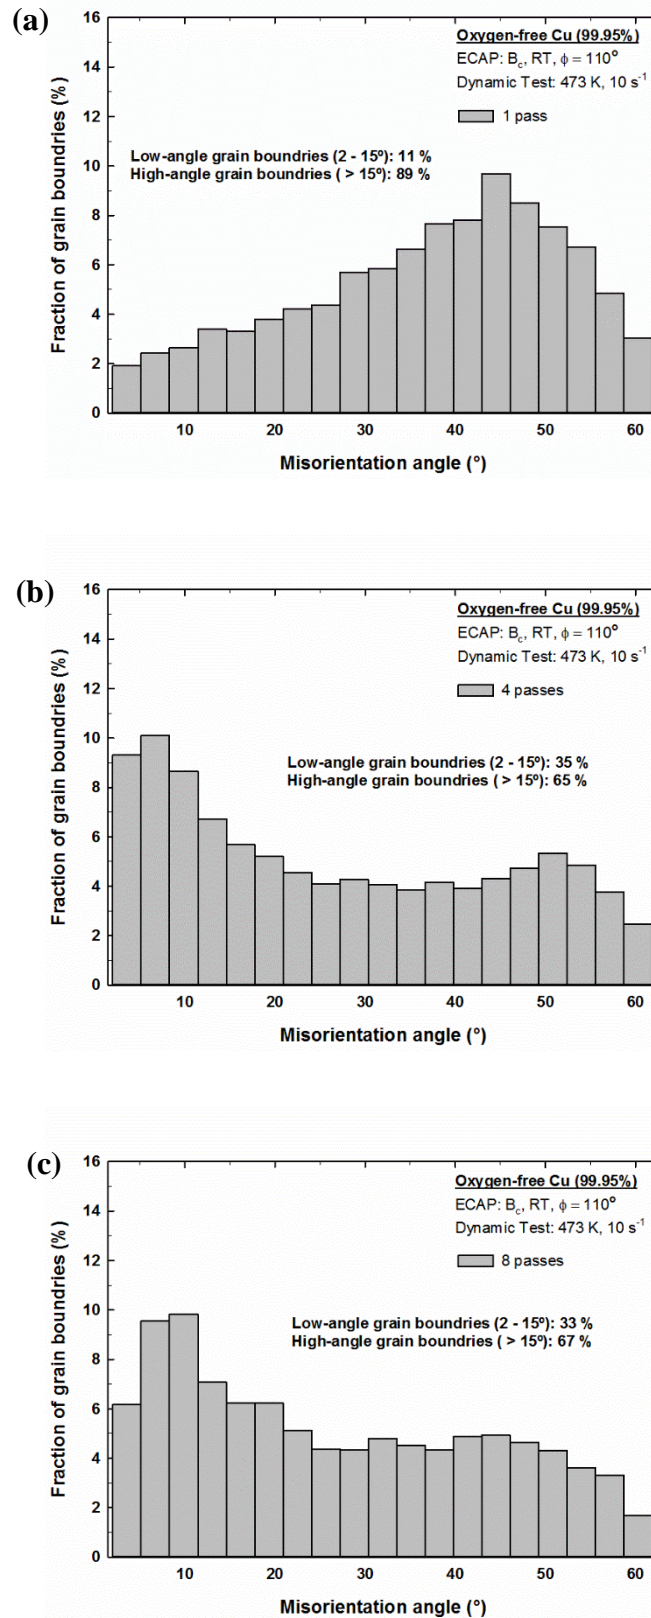 (a)
16
14
12
10
8
6
4
2
0
Fraction of grain boundries (%)
Oxygen-free Cu (99.95%)
ECAP: Bc, RT, ϕ = 110°
Dynamic Test: 473 K, 10 s⁻¹
1 pass
Low-angle grain boundries (2 - 15º): 11 %
High-angle grain boundries ( > 15º): 89 %
10 20 30 40 50 60
Misorientation angle (°)
(b)
16
14
12
10
8
6
4
2
0
Fraction of grain boundries (%)
Oxygen-free Cu (99.95%)
ECAP: Bc, RT, ϕ = 110°
Dynamic Test: 473 K, 10 s⁻¹
4 passes
Low-angle grain boundries (2 - 15º): 35 %
High-angle grain boundries ( > 15º): 65 %
10 20 30 40 50 60
Misorientation angle (°)
(c)
16
14
12
10
8
6
4
2
0
Fraction of grain boundries (%)
Oxygen-free Cu (99.95%)
ECAP: Bc, RT, ϕ = 110°
Dynamic Test: 473 K, 10 s⁻¹
8 passes
Low-angle grain boundries (2 - 15º): 33 %
High-angle grain boundries ( > 15º): 67 %
10 20 30 40 50 60
Misorientation angle (°)